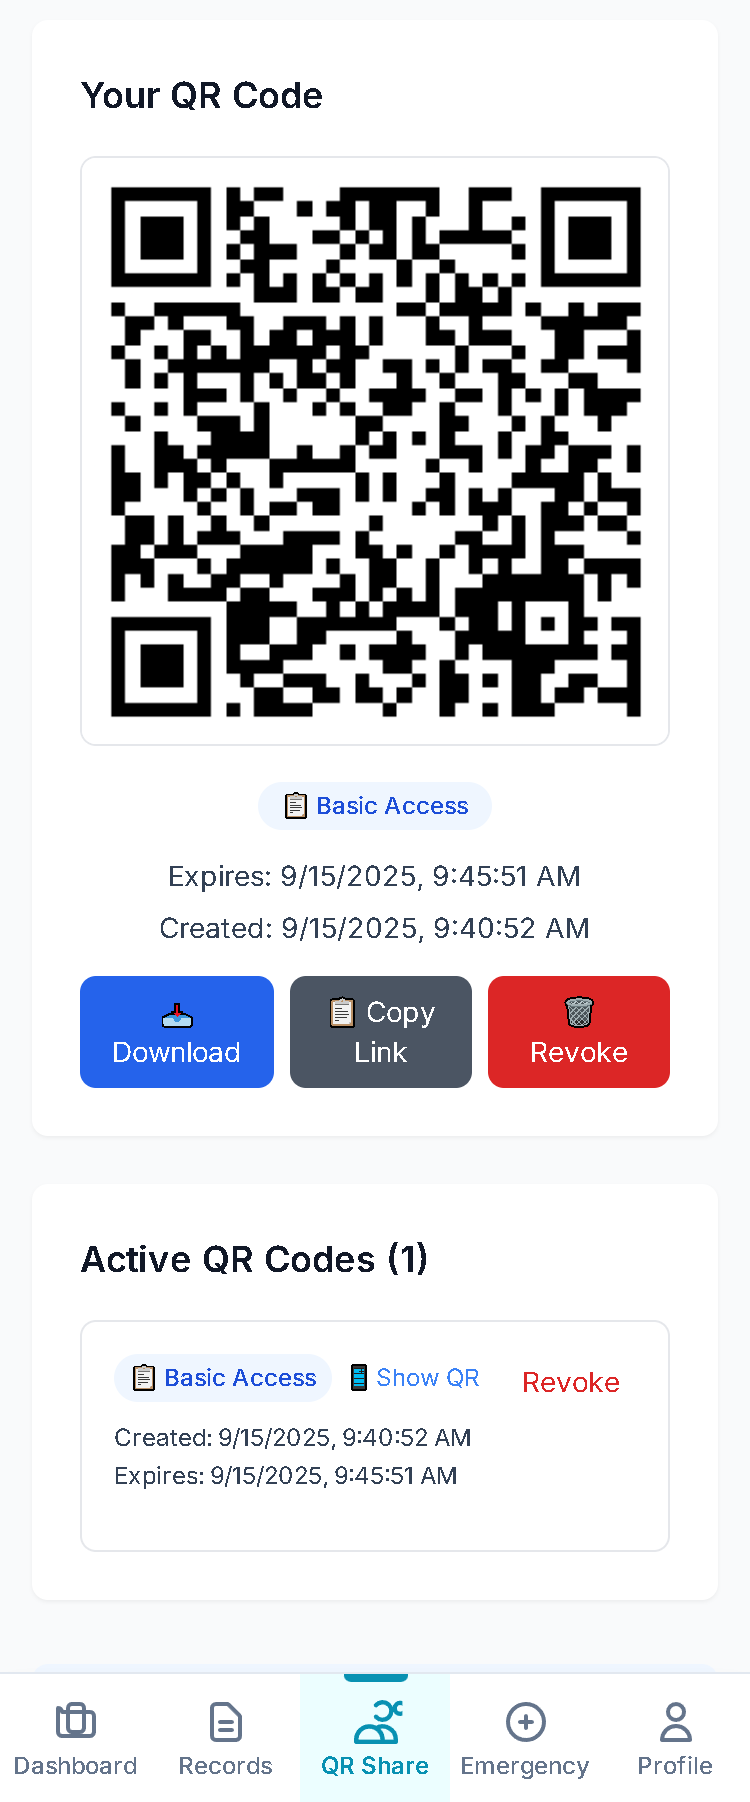 Your QR Code
Basic Access
Expires: 9/15/2025, 9:45:51 AM
Created: 9/15/2025, 9:40:52 AM
Download
Copy
Link
Revoke
Active QR Codes (1)
Basic Access
Show QR
Revoke
Created: 9/15/2025, 9:40:52 AM
Expires: 9/15/2025, 9:45:51 AM
Dashboard
Records
QR Share
Emergency
Profile